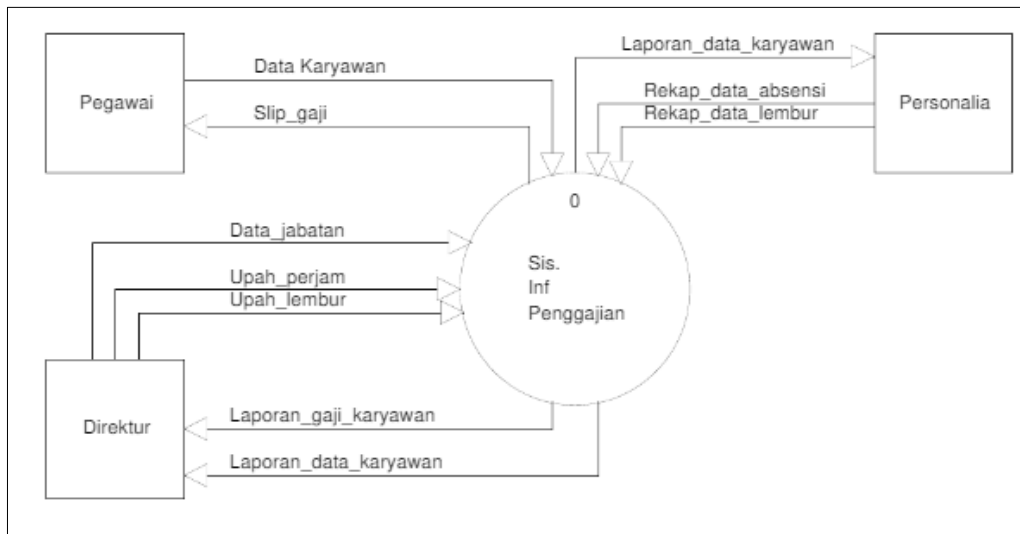 Laporan_data_karyawan
Data Karyawan
Rekap_data_absensi
Pegawai
Personalia
Slip_gaji
Rekap_data_lembur
0
Data_jabatan
Sis.
Inf
Penggajian
Upah_perjam
Upah_lembur
Laporan_gaji_karyawan
Direktur
Laporan_data_karyawan